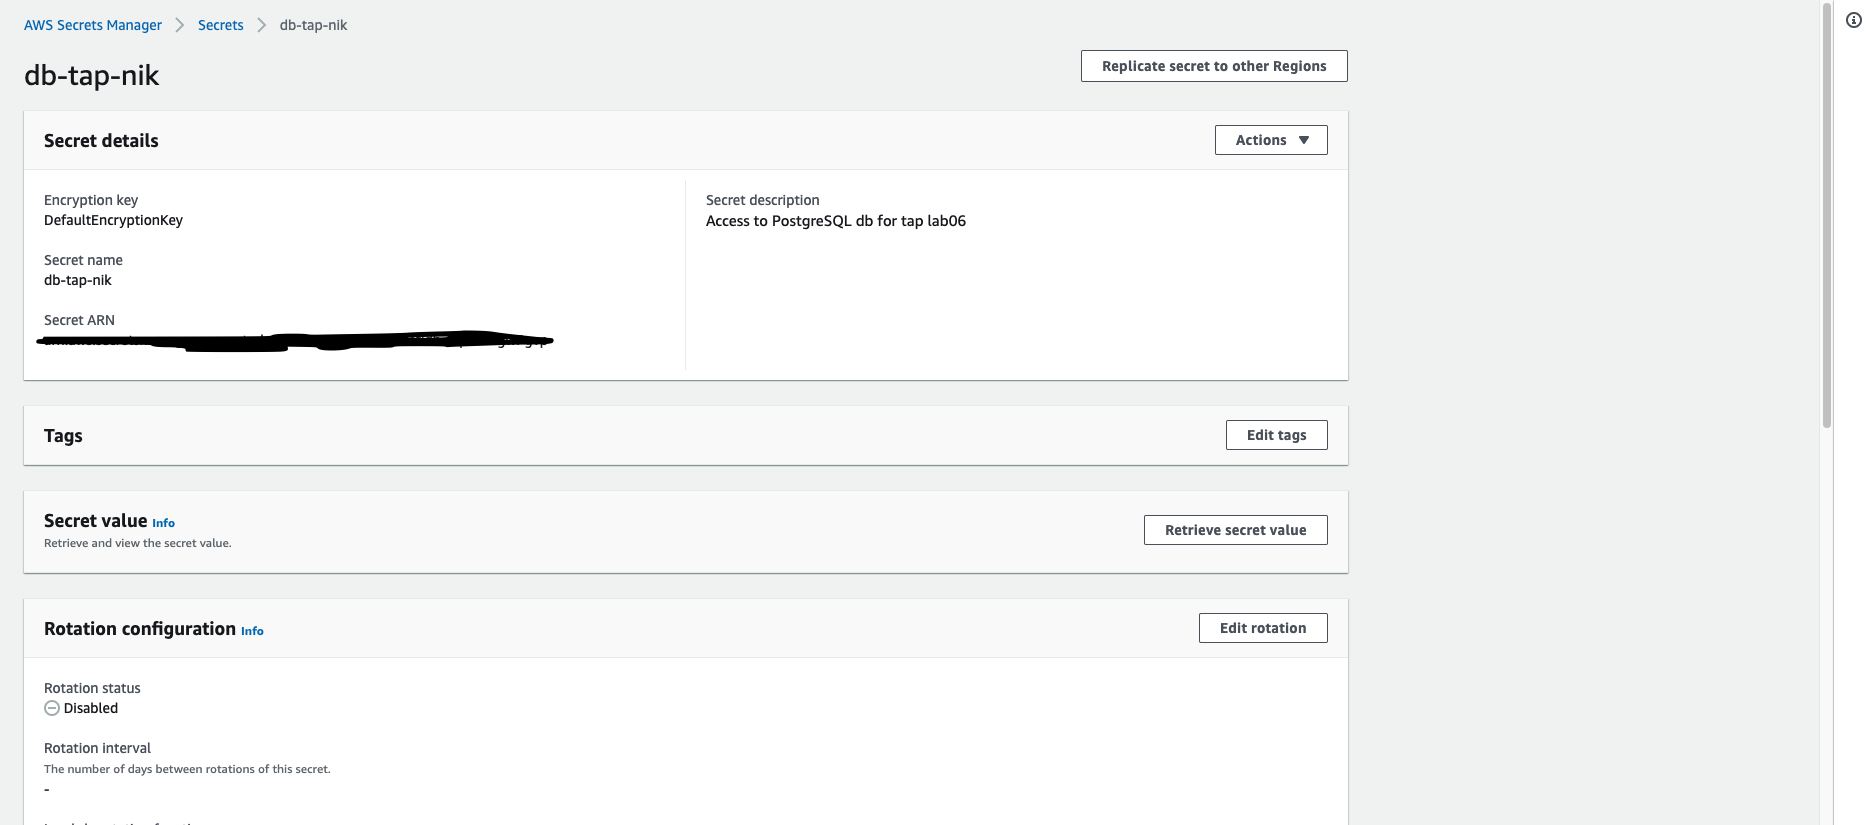 AWS Secrets Manager > Secrets > db-tap-nik
db-tap-nik
Replicate secret to other Regions
Secret details
Actions
Encryption key
DefaultEncryptionKey
Secret description
Access to PostgreSQL db for tap lab06
Secret name
db-tap-nik
Secret ARN
Tags
Edit tags
Secret value Info
Retrieve and view the secret value.
Retrieve secret value
Rotation configuration Info
Edit rotation
Rotation status
Disabled
Rotation interval
The number of days between rotations of this secret.
-